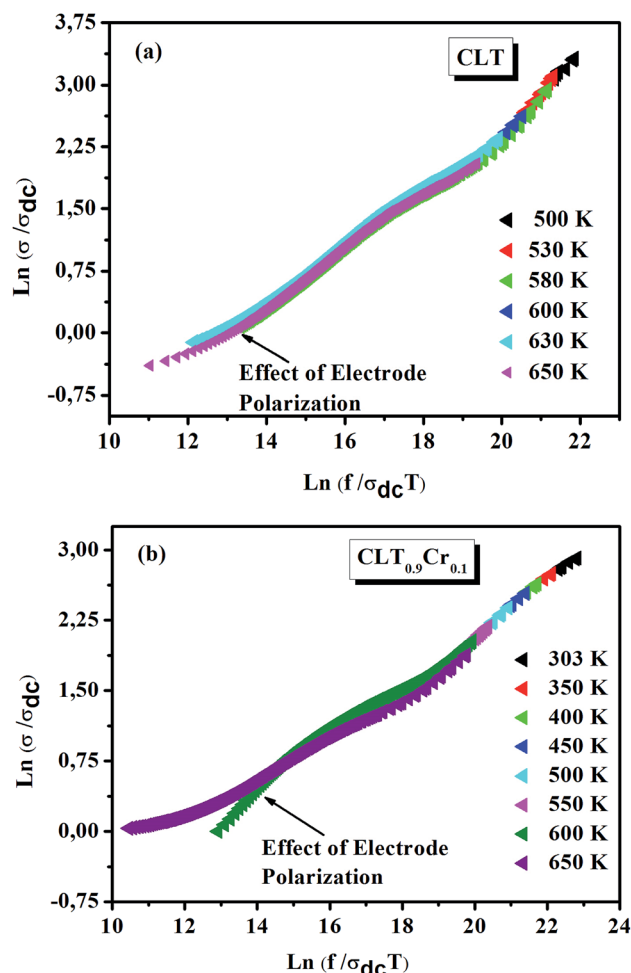 (a)
CLT
3,75
3,00
2,25
1,50
0,75
0,00
-0,75
Ln (σ/σdc)
500 K
530 K
580 K
600 K
630 K
650 K
Effect of Electrode
Polarization
10 12 14 16 18 20 22
Ln (f/σdcT)
(b)
CLT0.9Cr0.1
3,00
2,25
1,50
0,75
0,00
-0,75
Ln (σ/σdc)
303 K
350 K
400 K
450 K
500 K
550 K
600 K
650 K
Effect of Electrode
Polarization
10 12 14 16 18 20 22 24
Ln (f/σdcT)